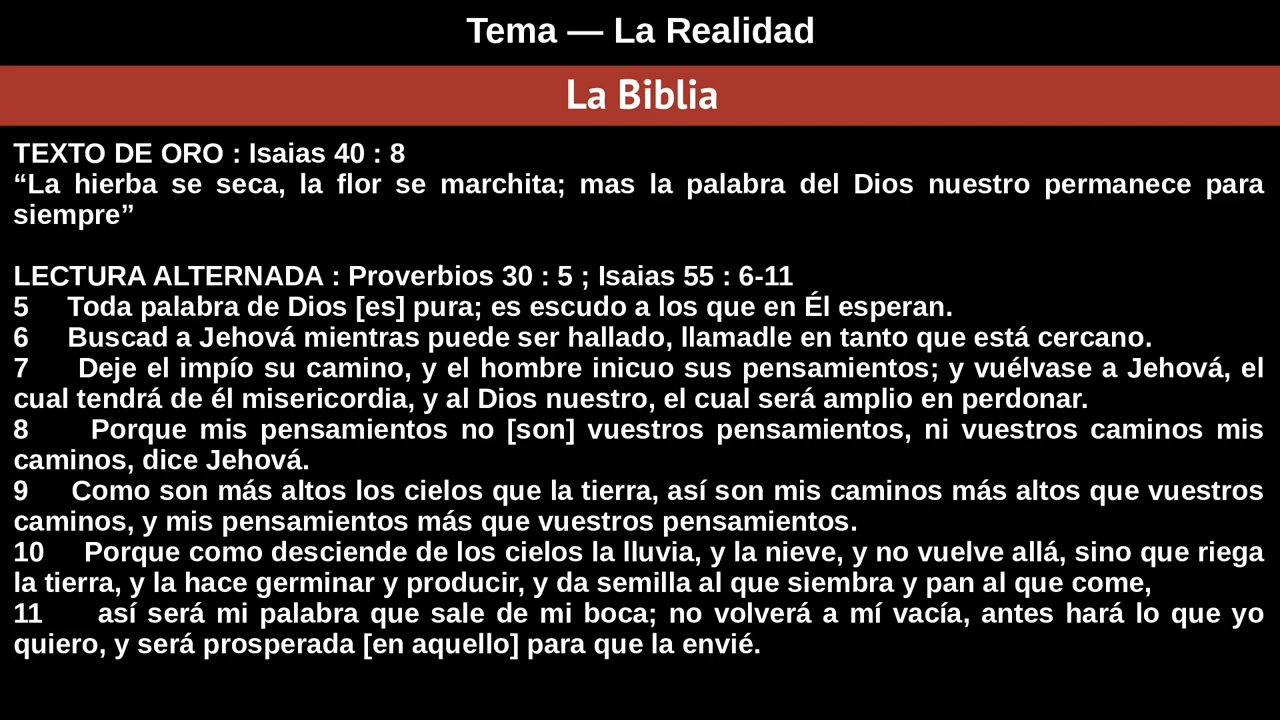 Tema — La Realidad
La Biblia
TEXTO DE ORO : Isaias 40 : 8
“La hierba se seca, la flor se marchita; mas la palabra del Dios nuestro permanece para
siempre”
LECTURA ALTERNADA : Proverbios 30 : 5 ; Isaias 55 : 6-11
5 Toda palabra de Dios [es] pura; es escudo a los que en Él esperan.
6 Buscad a Jehová mientras puede ser hallado, llamadle en tanto que está cercano.
7 Deje el impío su camino, y el hombre inicuo sus pensamientos; y vuélvase a Jehová, el
cual tendrá de él misericordia, y al Dios nuestro, el cual será amplio en perdonar.
8 Porque mis pensamientos no [son] vuestros pensamientos, ni vuestros caminos mis
caminos, dice Jehová.
9 Como son más altos los cielos que la tierra, así son mis caminos más altos que vuestros
caminos, y mis pensamientos más que vuestros pensamientos.
10 Porque como desciende de los cielos la lluvia, y la nieve, y no vuelve allá, sino que riega
la tierra, y la hace germinar y producir, y da semilla al que siembra y pan al que come,
11 así será mi palabra que sale de mi boca; no volverá a mí vacía, antes hará lo que yo
quiero, y será prosperada [en aquello] para que la envié.